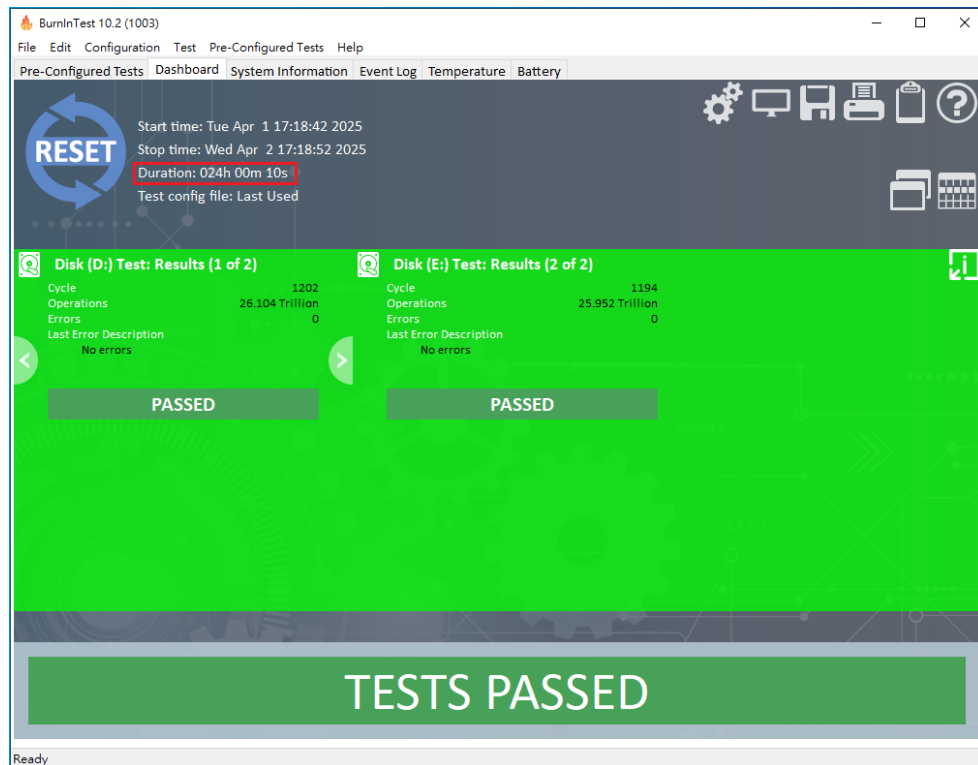 BurnInTest 10.2 (1003)
File Edit Configuration Test Pre-Configured Tests Help
Pre-Configured Tests Dashboard System Information Event Log Temperature Battery
RESET
Start time: Tue Apr 1 17:18:42 2025
Stop time: Wed Apr 2 17:18:52 2025
Duration: 024h 00m 10s
Test config file: Last Used
Disk (D:) Test: Results (1 of 2)
Cycle 1202
Operations 26.104 Trillion
Errors 0
Last Error Description
No errors
PASSED
Disk (E:) Test: Results (2 of 2)
Cycle 1194
Operations 25.952 Trillion
Errors 0
Last Error Description
No errors
PASSED
TESTS PASSED
Ready